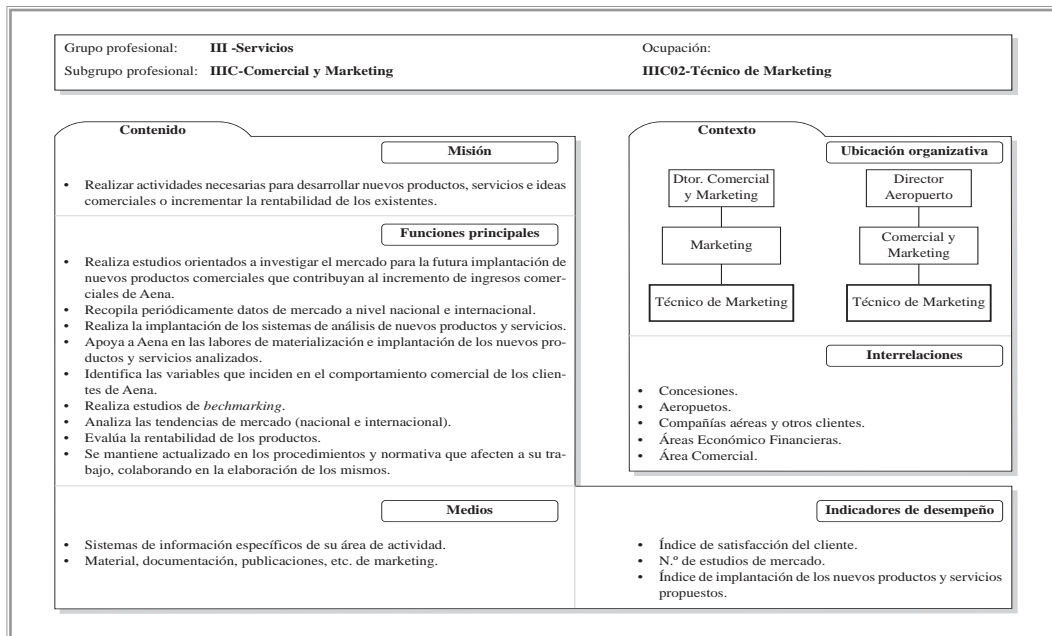 Grupo profesional: III -Servicios
Ocupación:
Subgrupo profesional: IIIC-Comercial y Marketing
IIIC02-Técnico de Marketing
Contenido
Misión
• Realizar actividades necesarias para desarrollar nuevos productos, servicios e ideas
comerciales o incrementar la rentabilidad de los existentes.
Funciones principales
• Realiza estudios orientados a investigar el mercado para la futura implantación de
nuevos productos comerciales que contribuyan al incremento de ingresos comer-
ciales de Aena.
• Recopila periódicamente datos de mercado a nivel nacional e internacional.
• Realiza la implantación de los sistemas de análisis de nuevos productos y servicios.
• Apoya a Aena en las labores de materialización e implantación de los nuevos pro-
ductos y servicios analizados.
• Identifica las variables que inciden en el comportamiento comercial de los clien-
tes de Aena.
• Realiza estudios de bechmarking.
• Analiza las tendencias de mercado (nacional e internacional).
• Evalúa la rentabilidad de los productos.
• Se mantiene actualizado en los procedimientos y normativa que afecten a su tra-
bajo, colaborando en la elaboración de los mismos.
Medios
• Sistemas de información específicos de su área de actividad.
• Material, documentación, publicaciones, etc. de marketing.
Contexto
Ubicación organizativa
Dtor. Comercial
y Marketing
Marketing
Técnico de Marketing
Director
Aeropuerto
Comercial y
Marketing
Técnico de Marketing
Interrelaciones
• Concesiones.
• Aeropuetos.
• Compañías aéreas y otros clientes.
• Áreas Económico Financieras.
• Área Comercial.
Indicadores de desempeño
• Índice de satisfacción del cliente.
• N.º de estudios de mercado.
• Índice de implantación de los nuevos productos y servicios
propuestos.